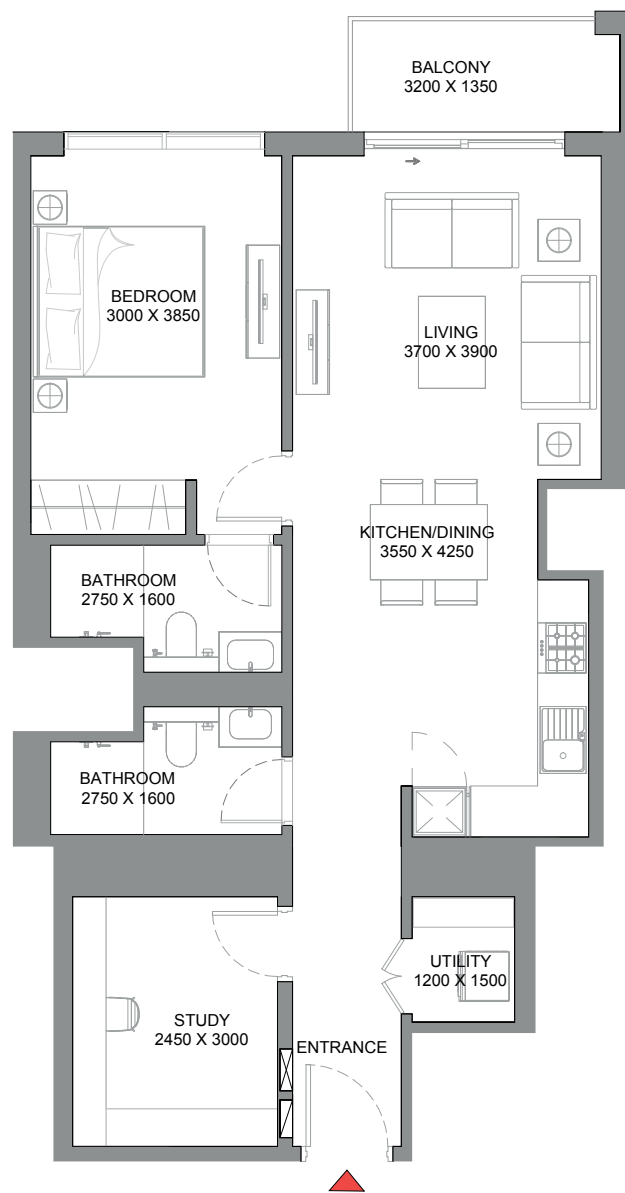 BALCONY
3200 X 1350
BEDROOM
3000 X 3850
LIVING
3700 X 3900
KITCHEN/DINING
3550 X 4250
BATHROOM
2750 X 1600
BATHROOM
2750 X 1600
UTILITY
1200 X 1500
STUDY
2450 X 3000
ENTRANCE